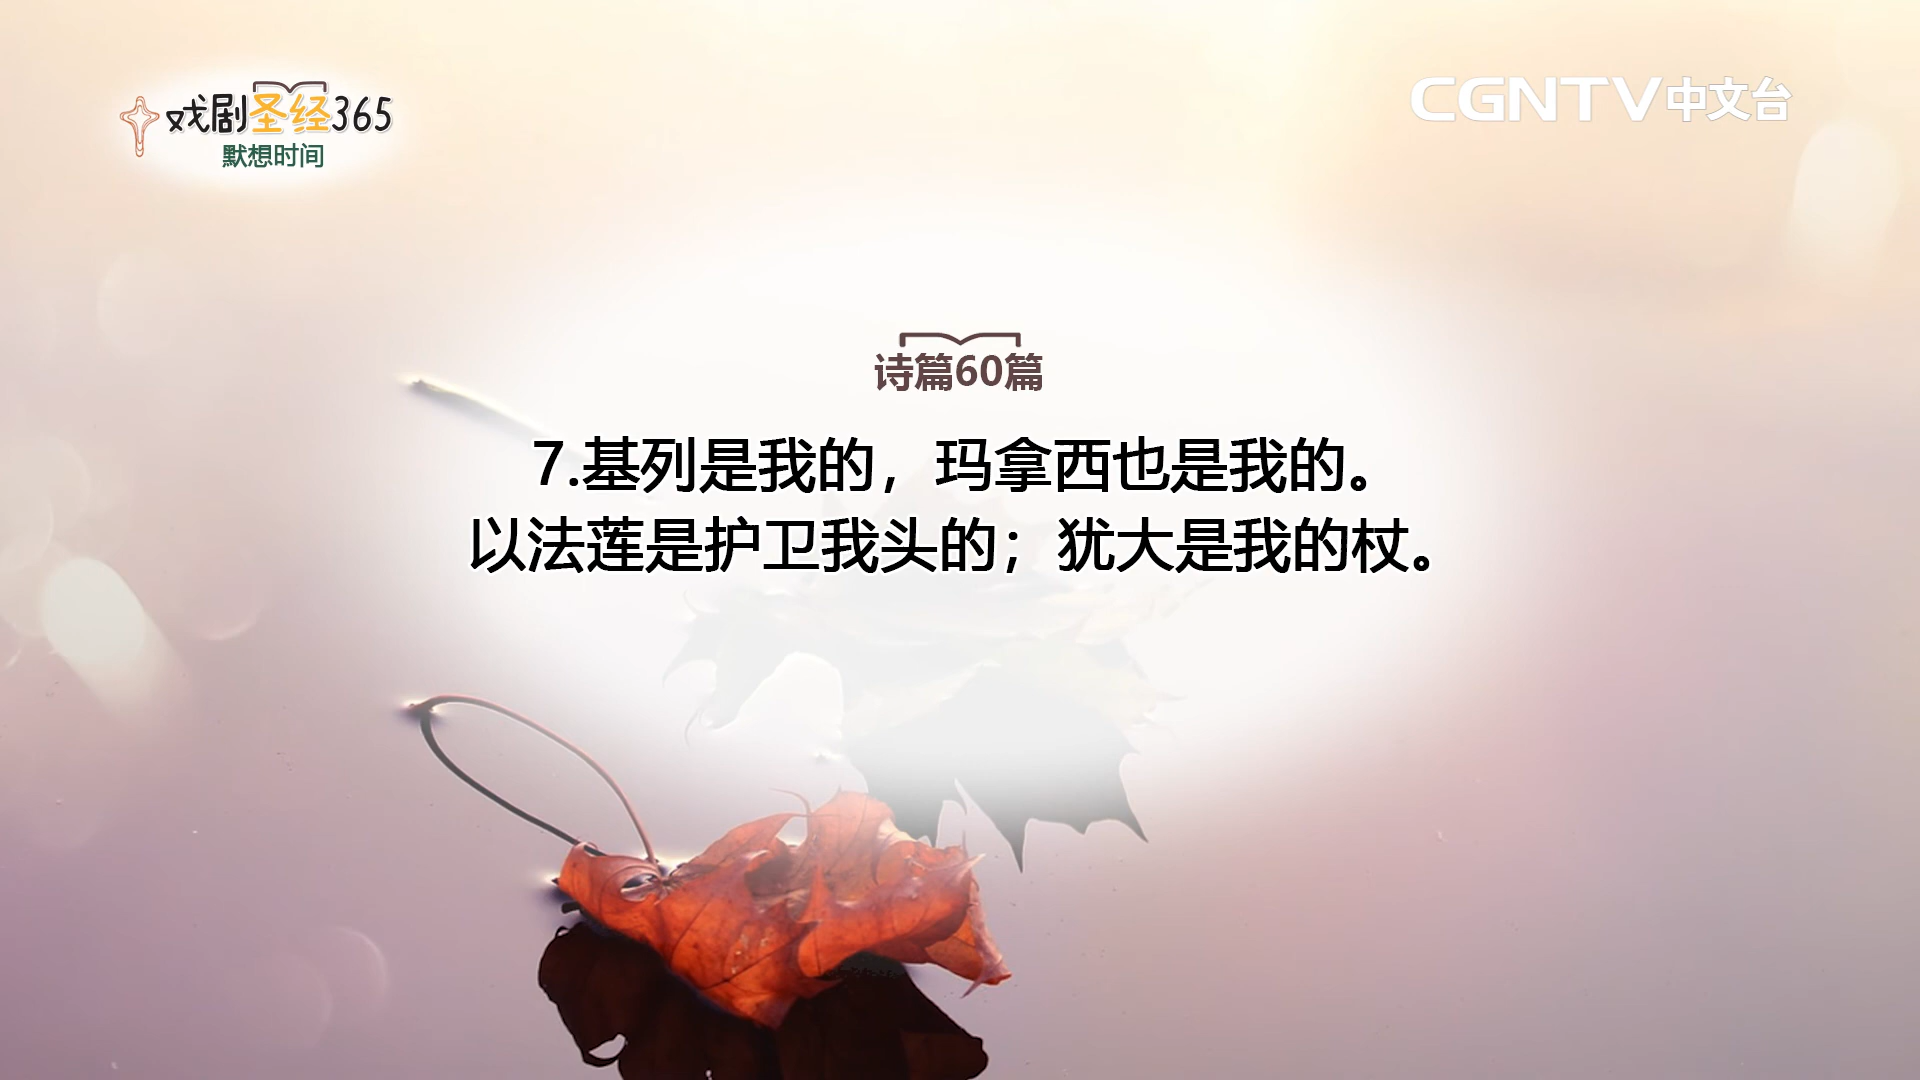 戏剧圣经365
默想时间
CGNTV中文台
诗篇60篇
7.基列是我的，玛拿西也是我的。
以法莲是护卫我头的；犹大是我的杖。